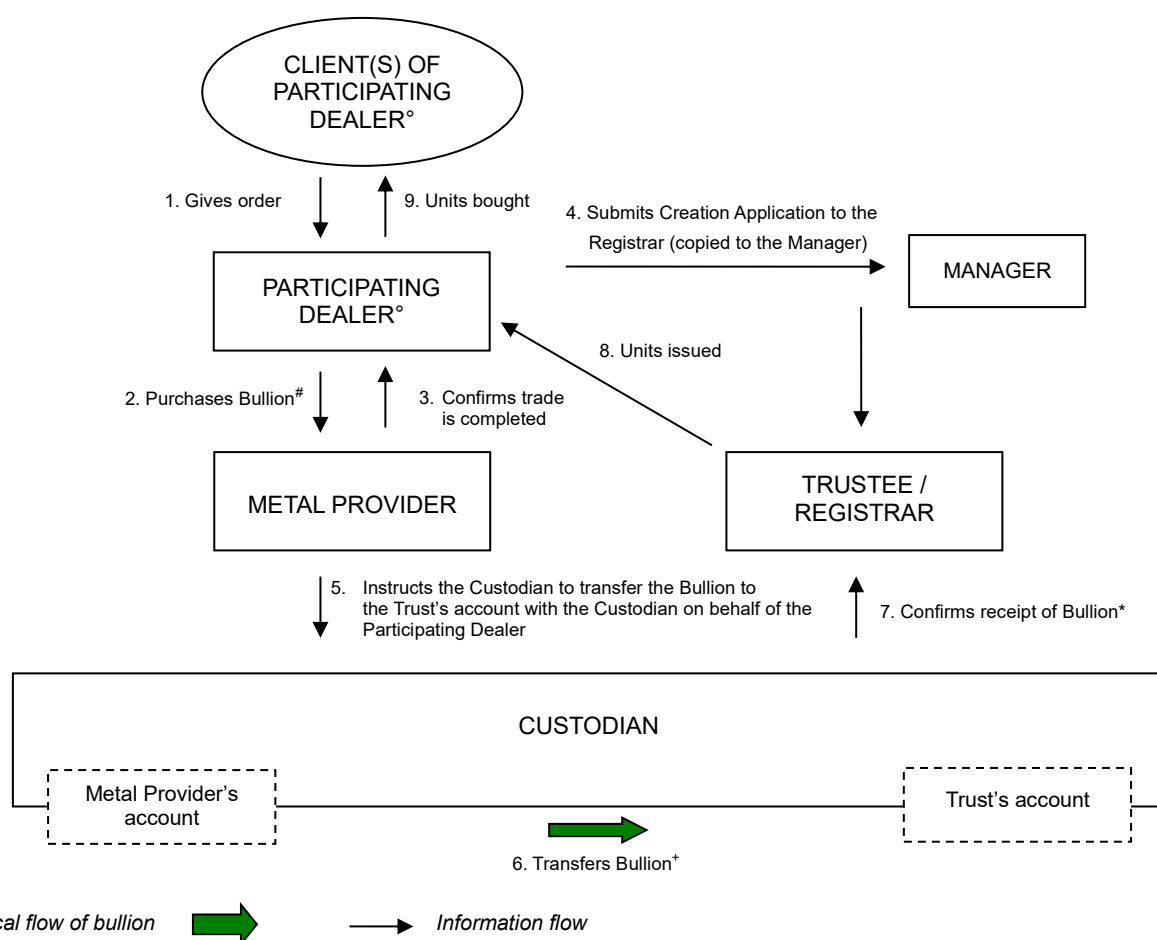 CLIENT(S) OF
PARTICIPATING
DEALER°
1. Gives order
9. Units bought
4. Submits Creation Application to the
Registrar (copied to the Manager)
MANAGER
PARTICIPATING
DEALER°
8. Units issued
2. Purchases Bullion#
3. Confirms trade
is completed
METAL PROVIDER
TRUSTEE /
REGISTRAR
5. Instructs the Custodian to transfer the Bullion to
the Trust’s account with the Custodian on behalf of the
Participating Dealer
7. Confirms receipt of Bullion*
CUSTODIAN
Metal Provider’s
account
Trust’s account
6. Transfers Bullion+
flow of bullion
Information flow